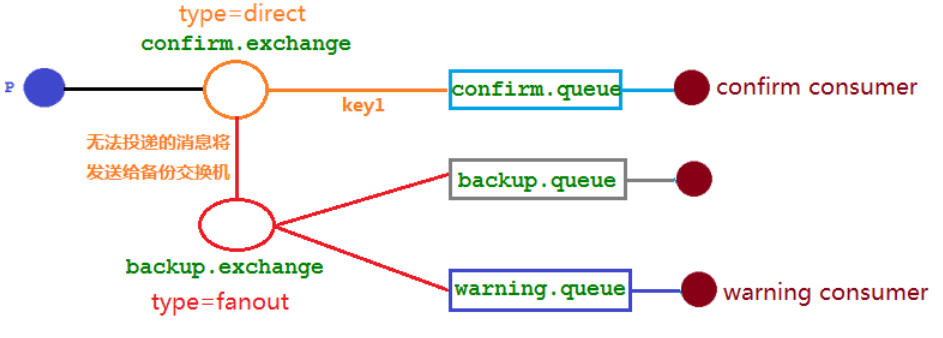 type=direct
confirm.exchange
P
key1
confirm.queue
confirm consumer
无法投递的消息将
发送给备份交换机
backup.queue
backup.exchange
type=fanout
warning.queue
warning consumer